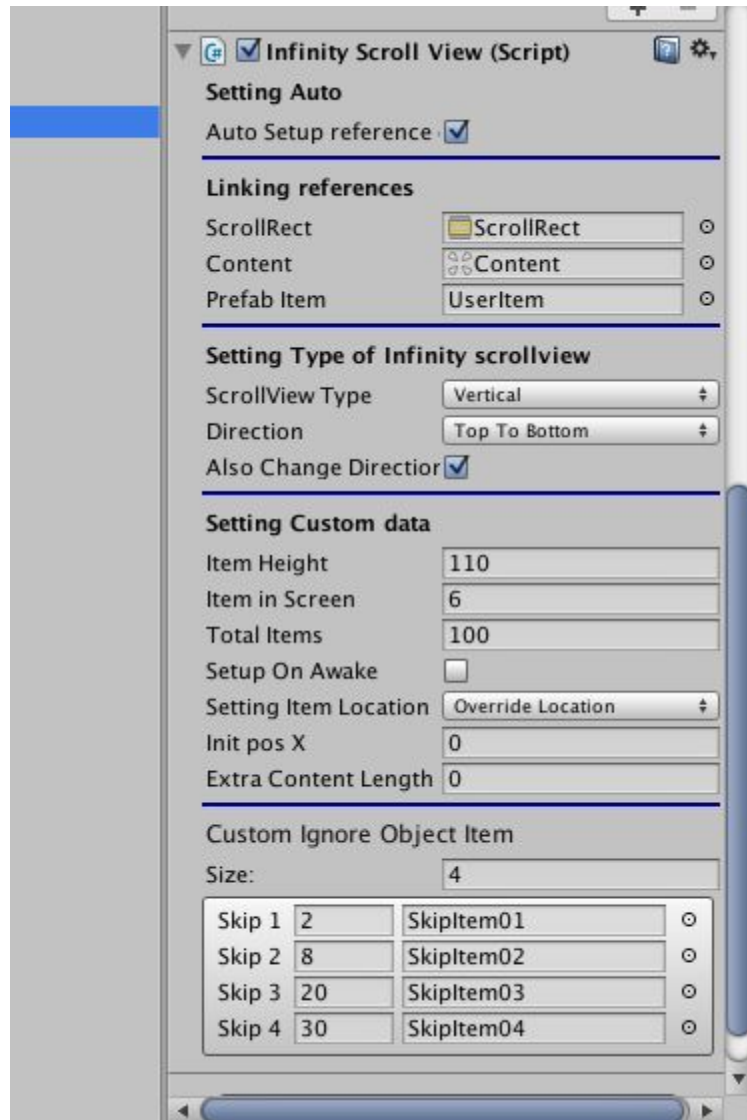 Infinity Scroll View (Script)
Setting Auto
Auto Setup reference
Linking references
ScrollRect ScrollRect
Content Content
Prefab Item UserItem
Setting Type of Infinity scrollview
ScrollView Type Vertical
Direction Top To Bottom
Also Change Direction
Setting Custom data
Item Height 110
Item in Screen 6
Total Items 100
Setup On Awake
Setting Item Location Override Location
Init pos X 0
Extra Content Length 0
Custom Ignore Object Item
Size: 4
Skip 1 2 SkipItem01
Skip 2 8 SkipItem02
Skip 3 20 SkipItem03
Skip 4 30 SkipItem04